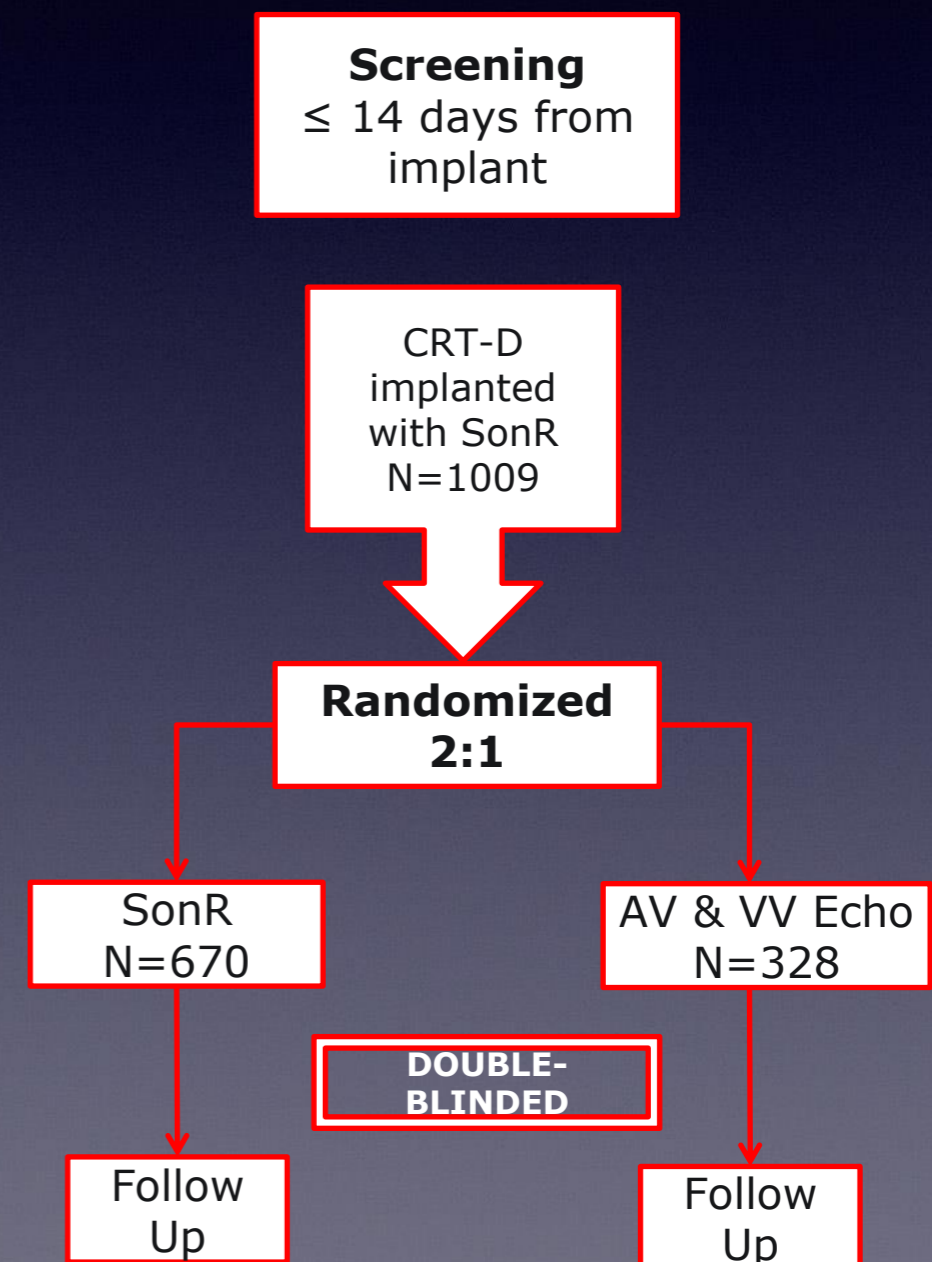 Screening
≤ 14 days from
implant
CRT-D
implanted
with SonR
N=1009
Randomized
2:1
SonR
N=670
AV & VV Echo
N=328
DOUBLE-
BLINDED
Follow
Up
Follow
Up